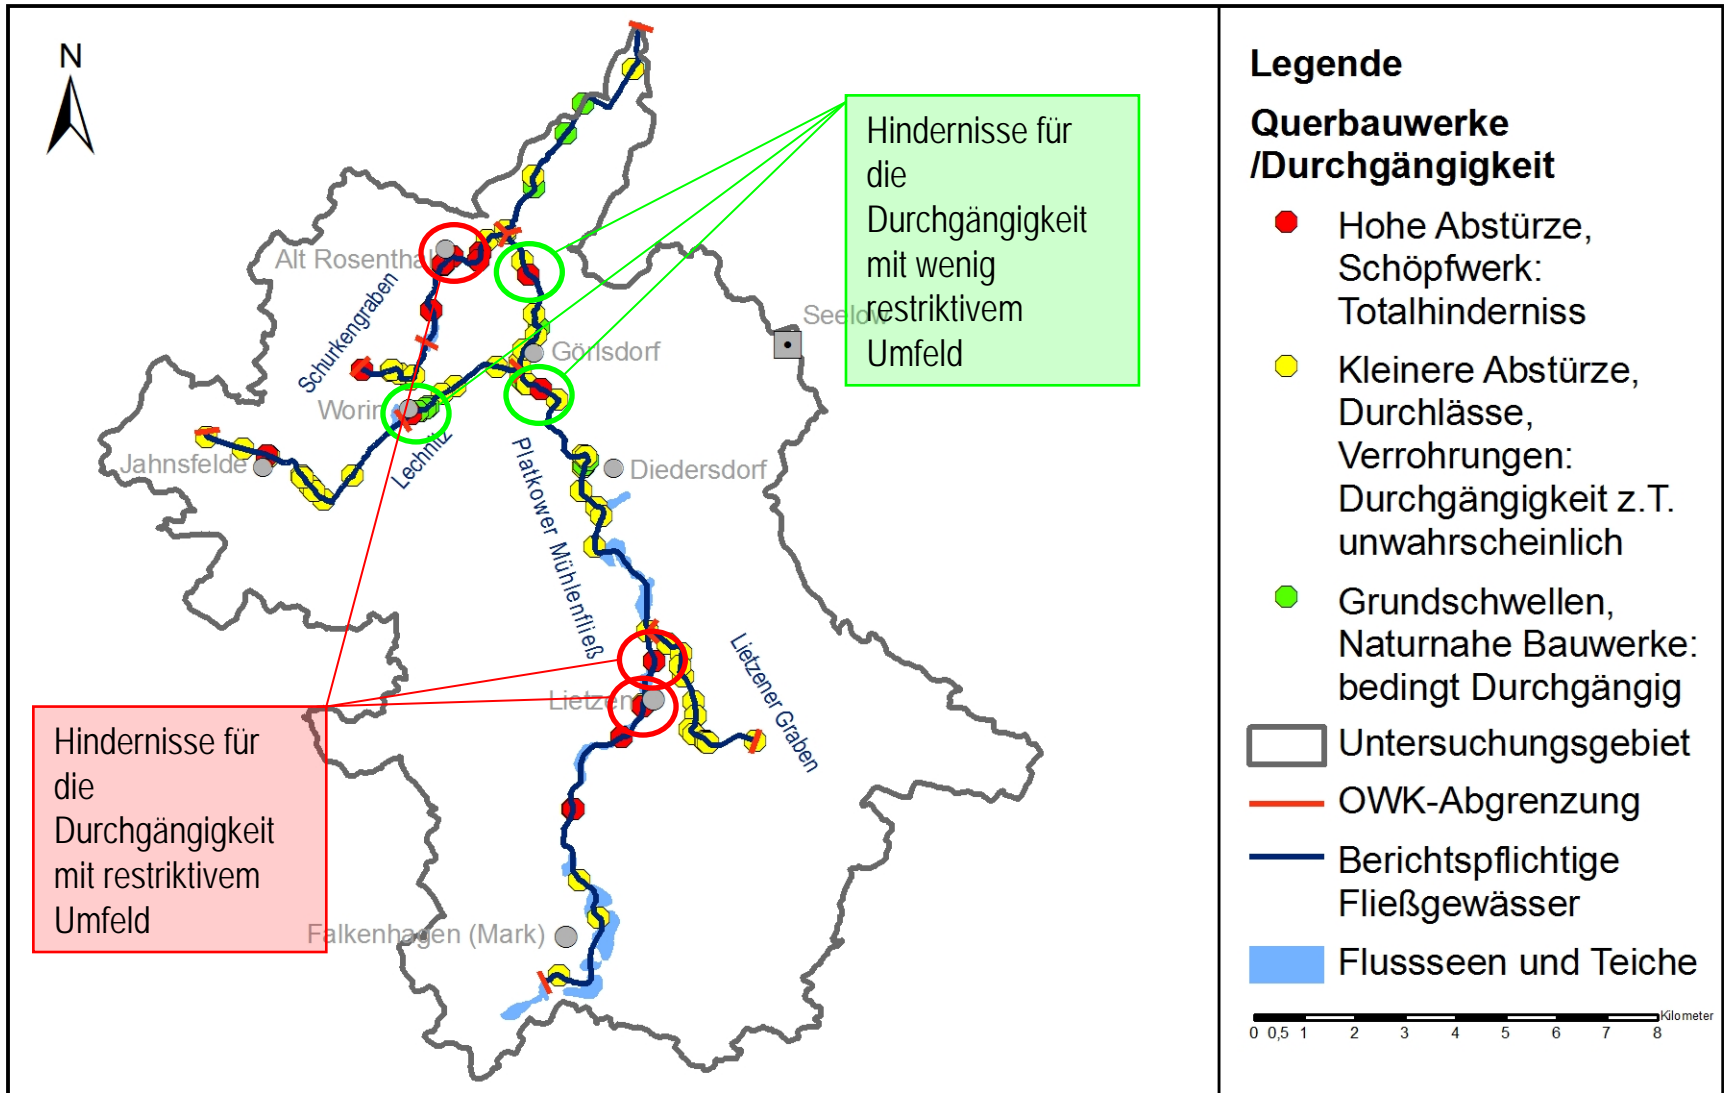 N
Hindernisse für
die
Durchgängigkeit
mit wenig
restriktivem
Umfeld
Alt Rosenthal
Schurkengraben
Seelow
Görlsdorf
Worin
Lechnitz
Jahnsfelde
Platkower Mühlenfließ
Diedersdorf
Lietzener Graben
Lietzen
Hindernisse für
die
Durchgängigkeit
mit restriktivem
Umfeld
Falkenhagen (Mark)
Legende
Querbauwerke
/Durchgängigkeit
Hohe Abstürze,
Schöpfwerk:
Totalhinderniss
Kleinere Abstürze,
Durchlässe,
Verrohrungen:
Durchgängigkeit z.T.
unwahrscheinlich
Grundschwellen,
Naturnahe Bauwerke:
bedingt Durchgängig
Untersuchungsgebiet
OWK-Abgrenzung
Berichtspflichtige
Fließgewässer
Flussseen und Teiche
Kilometer
0 0,5 1 2 3 4 5 6 7 8